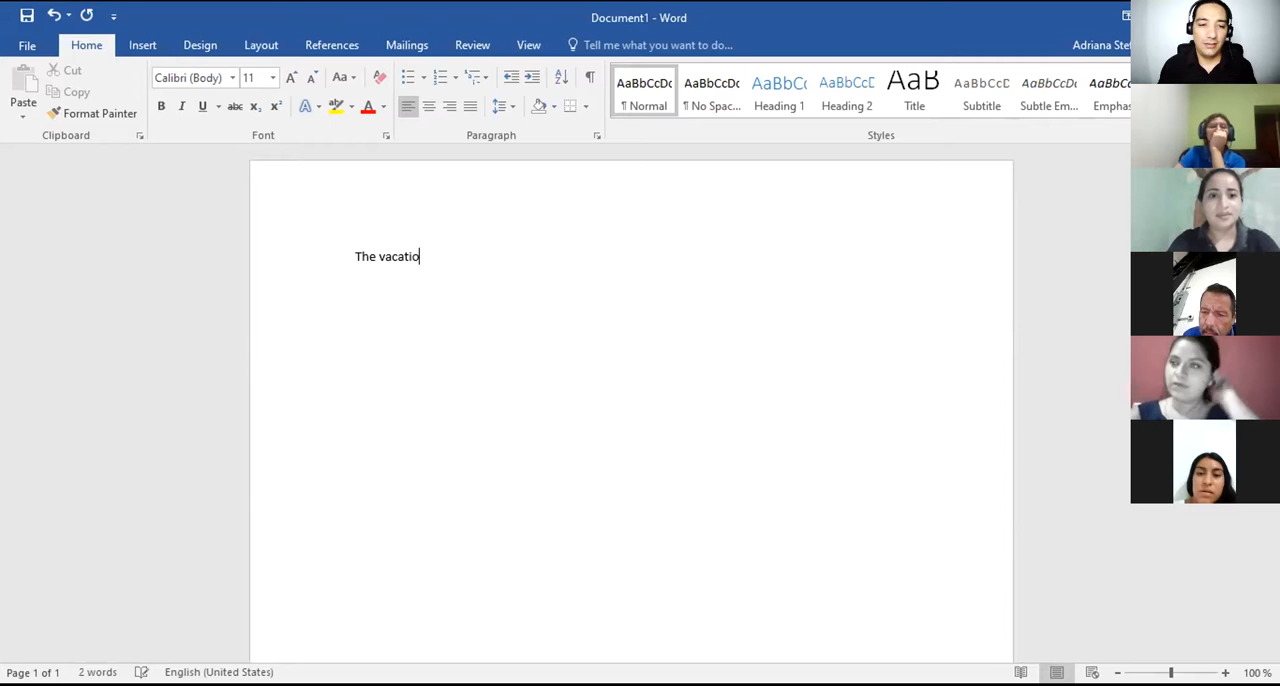 Document1 - Word
File Home Insert Design Layout References Mailings Review View Tell me what you want to do... Adriana Stef
Paste
Cut
Copy
Format Painter
Clipboard
Calibri (Body) 11
Font
Paragraph
AaBbCcDc AaBbCcDc AaBbCc AaBbCcD AaB AaBbCcD AaBbCcDc AaBbCcDc
¶ Normal ¶ No Spac... Heading 1 Heading 2 Title Subtitle Subtle Em... Emphas
Styles
The vacatio
Page 1 of 1 2 words English (United States) 100 %